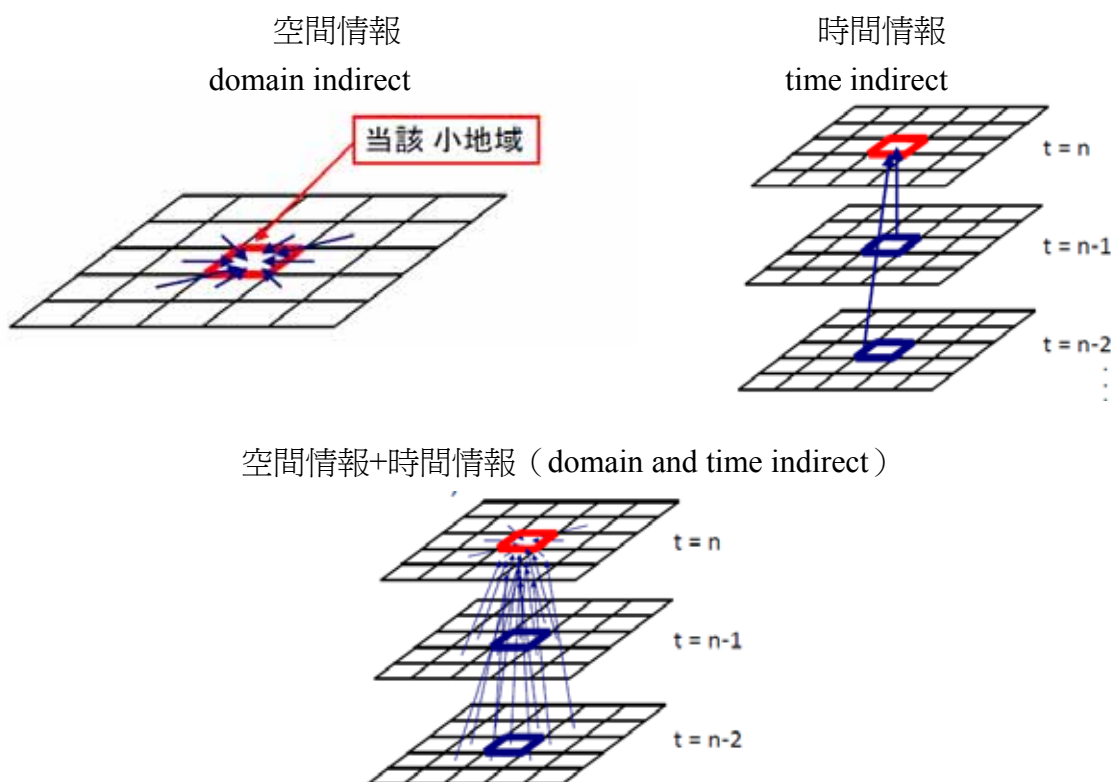 空間情報
domain indirect
当該 小地域
時間情報
time indirect
t = n
t = n-1
t = n-2
空間情報+時間情報（domain and time indirect）
t = n
t = n-1
t = n-2